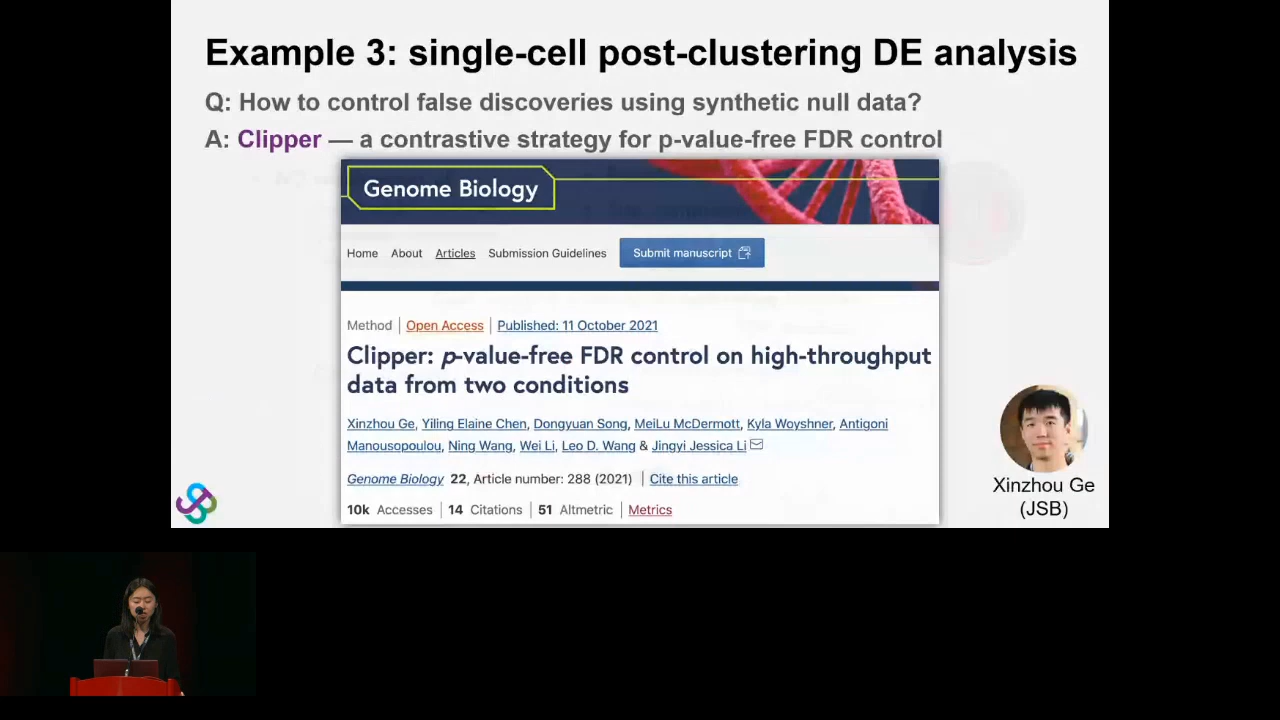 Example 3: single-cell post-clustering DE analysis
Q: How to control false discoveries using synthetic null data?
A: Clipper — a contrastive strategy for p-value-free FDR control
Genome Biology
Home About Articles Submission Guidelines Submit manuscript
Method | Open Access | Published: 11 October 2021
Clipper: p-value-free FDR control on high-throughput
data from two conditions
Xinzhou Ge, Yiling Elaine Chen, Dongyuan Song, MeiLu McDermott, Kyla Woyshner, Antigoni
Manousopoulou, Ning Wang, Wei Li, Leo D. Wang & Jingyi Jessica Li
Genome Biology 22, Article number: 288 (2021) | Cite this article
10k Accesses | 14 Citations | 51 Altmetric | Metrics
Xinzhou Ge
(JSB)